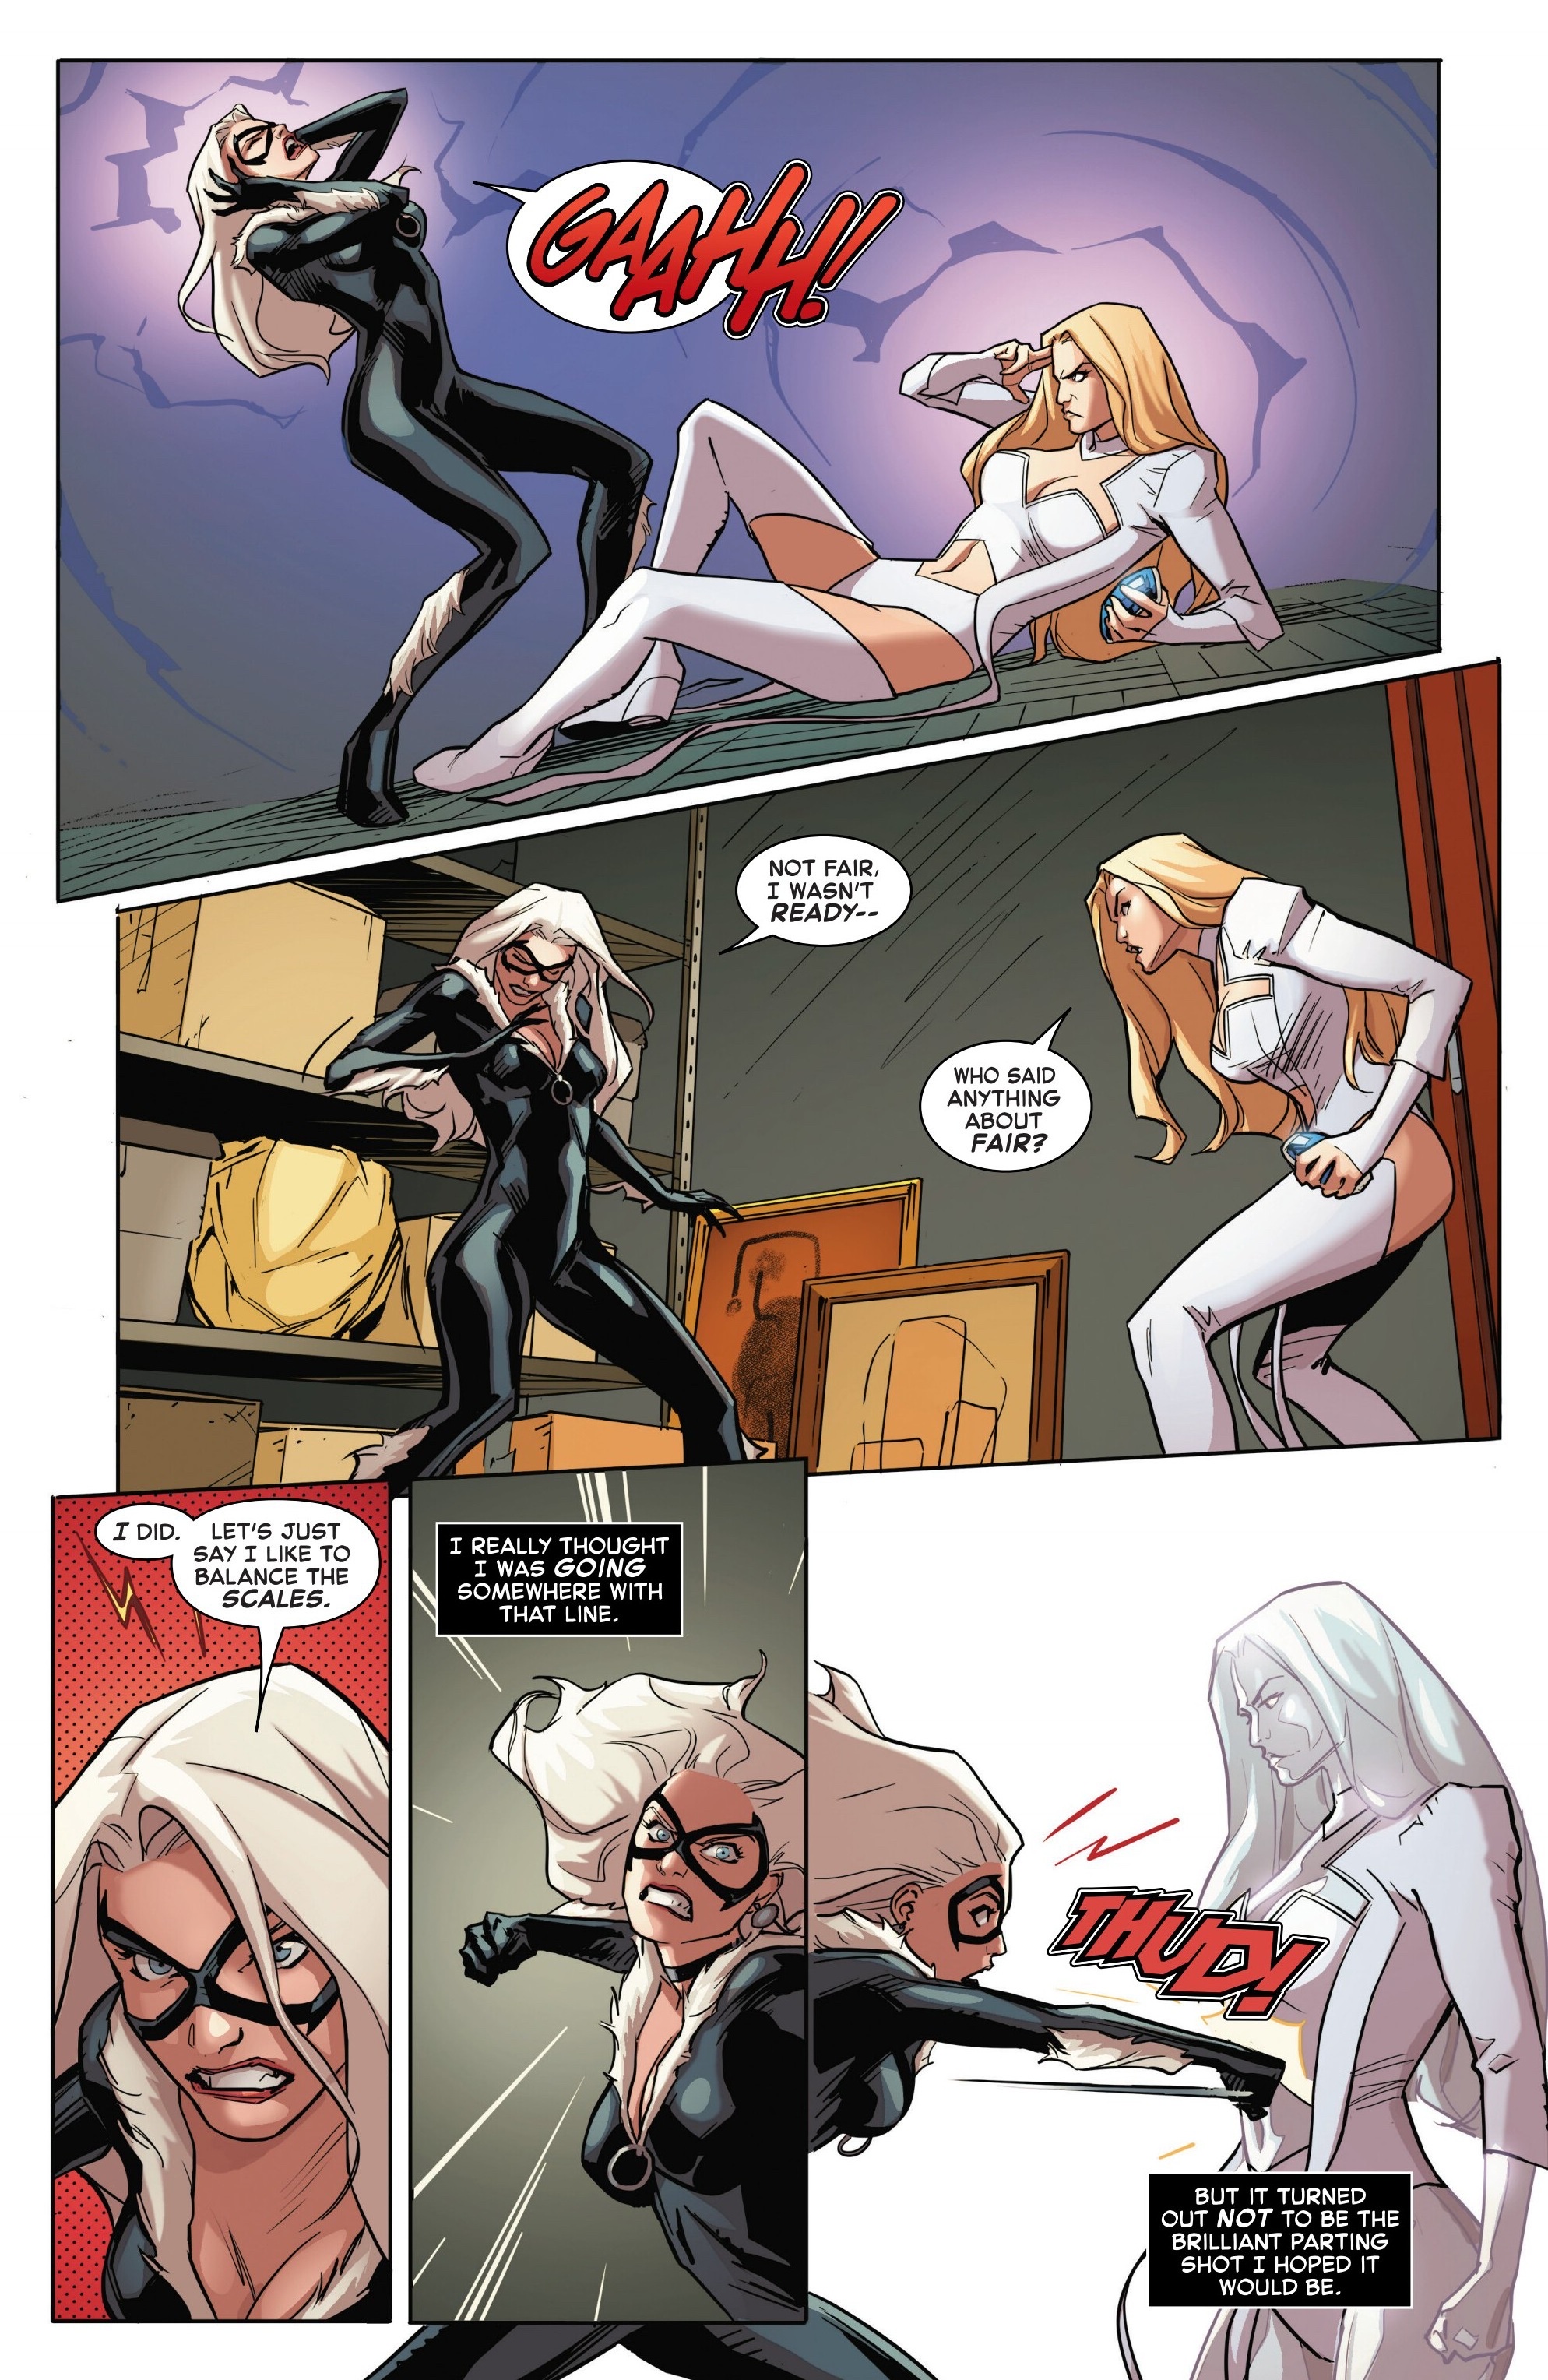 GAAHH!!
NOT FAIR,
I WASN'T
READY--
WHO SAID
ANYTHING
ABOUT
FAIR?
I DID.
LET'S JUST
SAY I LIKE TO
BALANCE THE
SCALES.
I REALLY THOUGHT
I WAS GOING
SOMEWHERE WITH
THAT LINE.
THUD!
BUT IT TURNED
OUT NOT TO BE THE
BRILLIANT PARTING
SHOT I HOPED IT
WOULD BE.